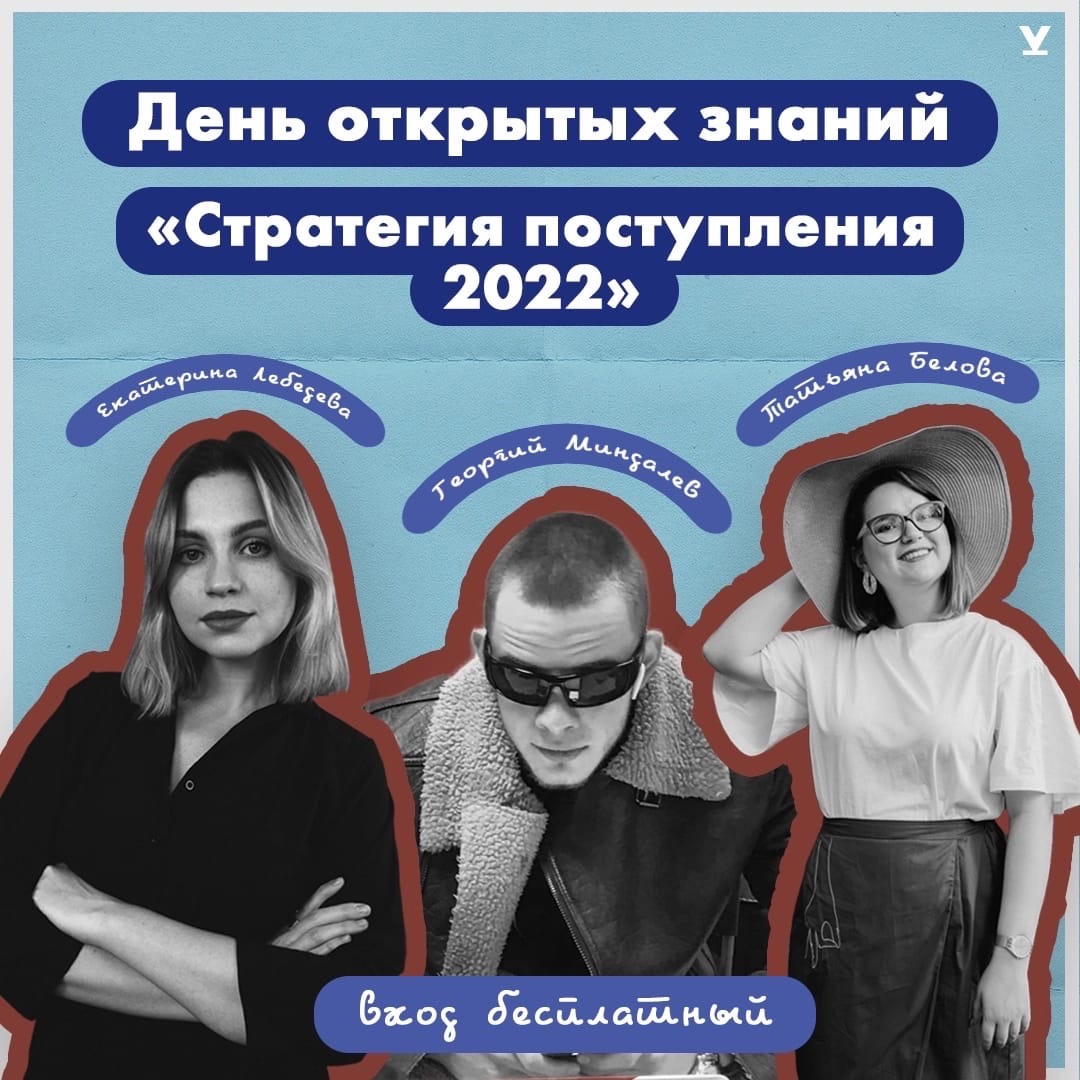 У
День открытых знаний
«Стратегия поступления
2022»
Екатерина Лебедева
Георгий Миндалев
Татьяна Белова
вход бесплатный